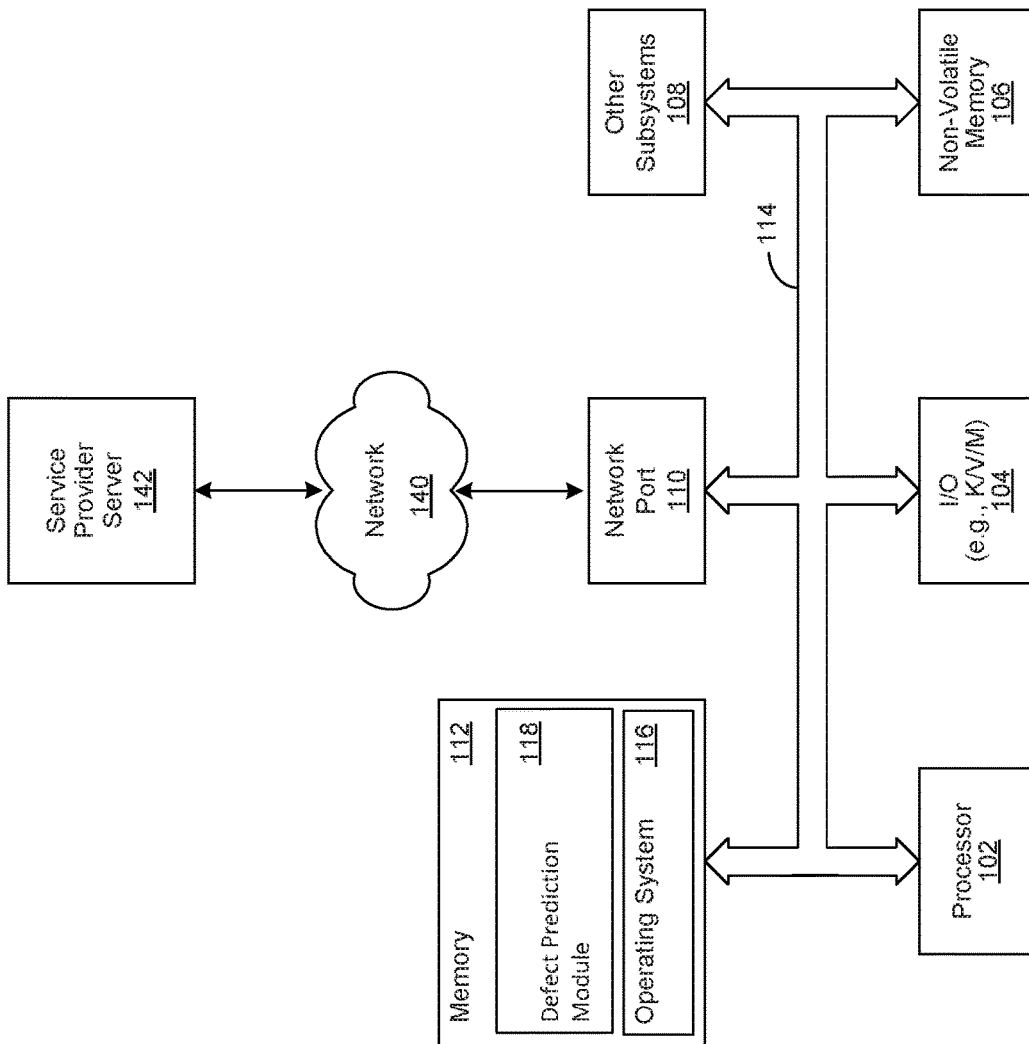 Service
Provider
Server
142
Network
140
Memory
112
Defect Prediction
Module
118
Operating System
116
Network
Port
110
Other
Subsystems
108
114
Processor
102
I/O
(e.g., K/V/M)
104
Non-Volatile
Memory
106